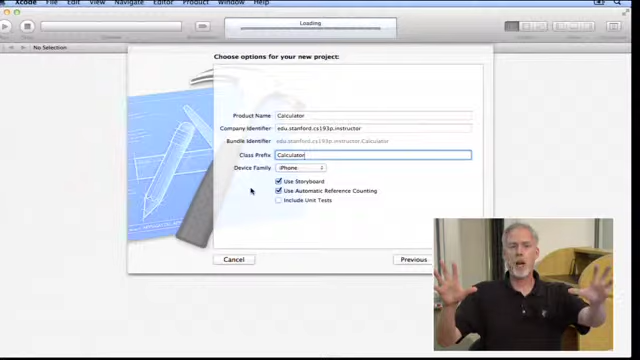 Xcode File Edit View Navigate Editor Product Window Help
Loading
No Selection
Choose options for your new project:
Product Name Calculator
Company Identifier edu.stanford.cs193p.instructor
Bundle Identifier edu.stanford.cs193p.instructor.Calculator
Class Prefix Calculator
Device Family iPhone
Use Storyboard
Use Automatic Reference Counting
Include Unit Tests
Cancel
Previous